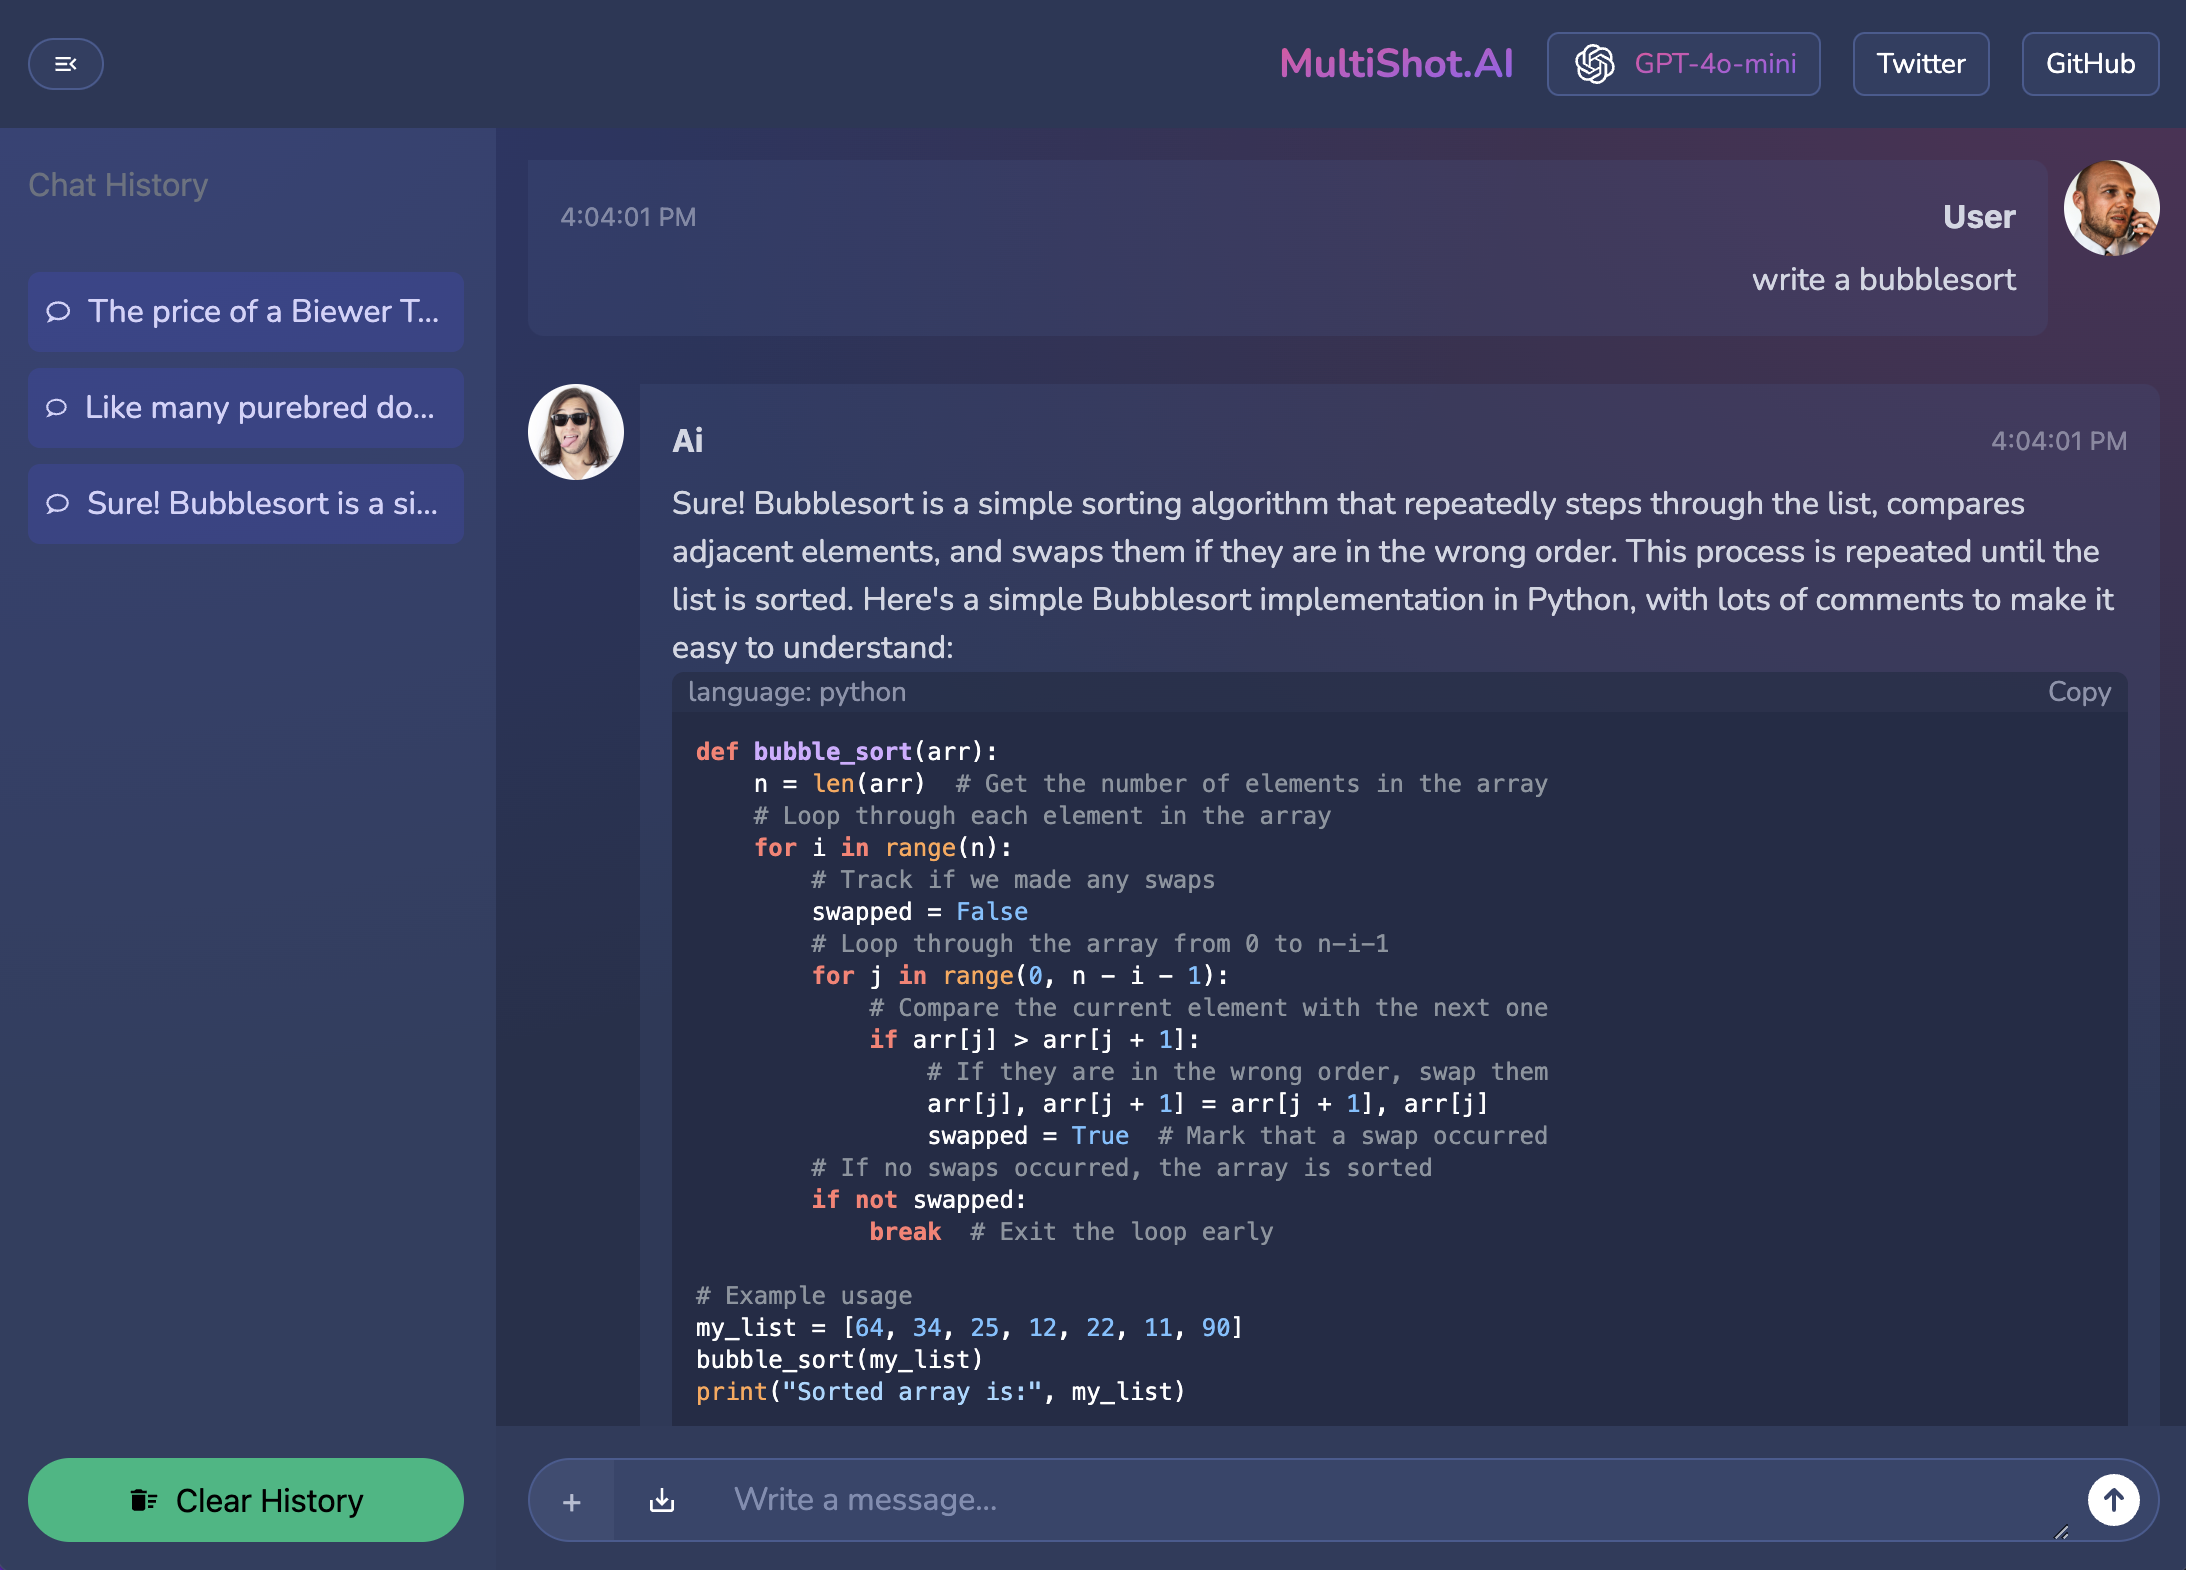 MultiShot.AI
GPT-4o-mini
Twitter
GitHub
Chat History
The price of a Biewer T...
Like many purebred do...
Sure! Bubblesort is a si...
Clear History
4:04:01 PM
User
write a bubblesort
Ai
4:04:01 PM
Sure! Bubblesort is a simple sorting algorithm that repeatedly steps through the list, compares
adjacent elements, and swaps them if they are in the wrong order. This process is repeated until the
list is sorted. Here's a simple Bubblesort implementation in Python, with lots of comments to make it
easy to understand:
language: python
Copy
def bubble_sort(arr):
    n = len(arr)  # Get the number of elements in the array
    # Loop through each element in the array
    for i in range(n):
        # Track if we made any swaps
        swapped = False
        # Loop through the array from 0 to n-i-1
        for j in range(0, n - i - 1):
            # Compare the current element with the next one
            if arr[j] > arr[j + 1]:
                # If they are in the wrong order, swap them
                arr[j], arr[j + 1] = arr[j + 1], arr[j]
                swapped = True  # Mark that a swap occurred
        # If no swaps occurred, the array is sorted
        if not swapped:
            break  # Exit the loop early
# Example usage
my_list = [64, 34, 25, 12, 22, 11, 90]
bubble_sort(my_list)
print("Sorted array is:", my_list)
+
Write a message...